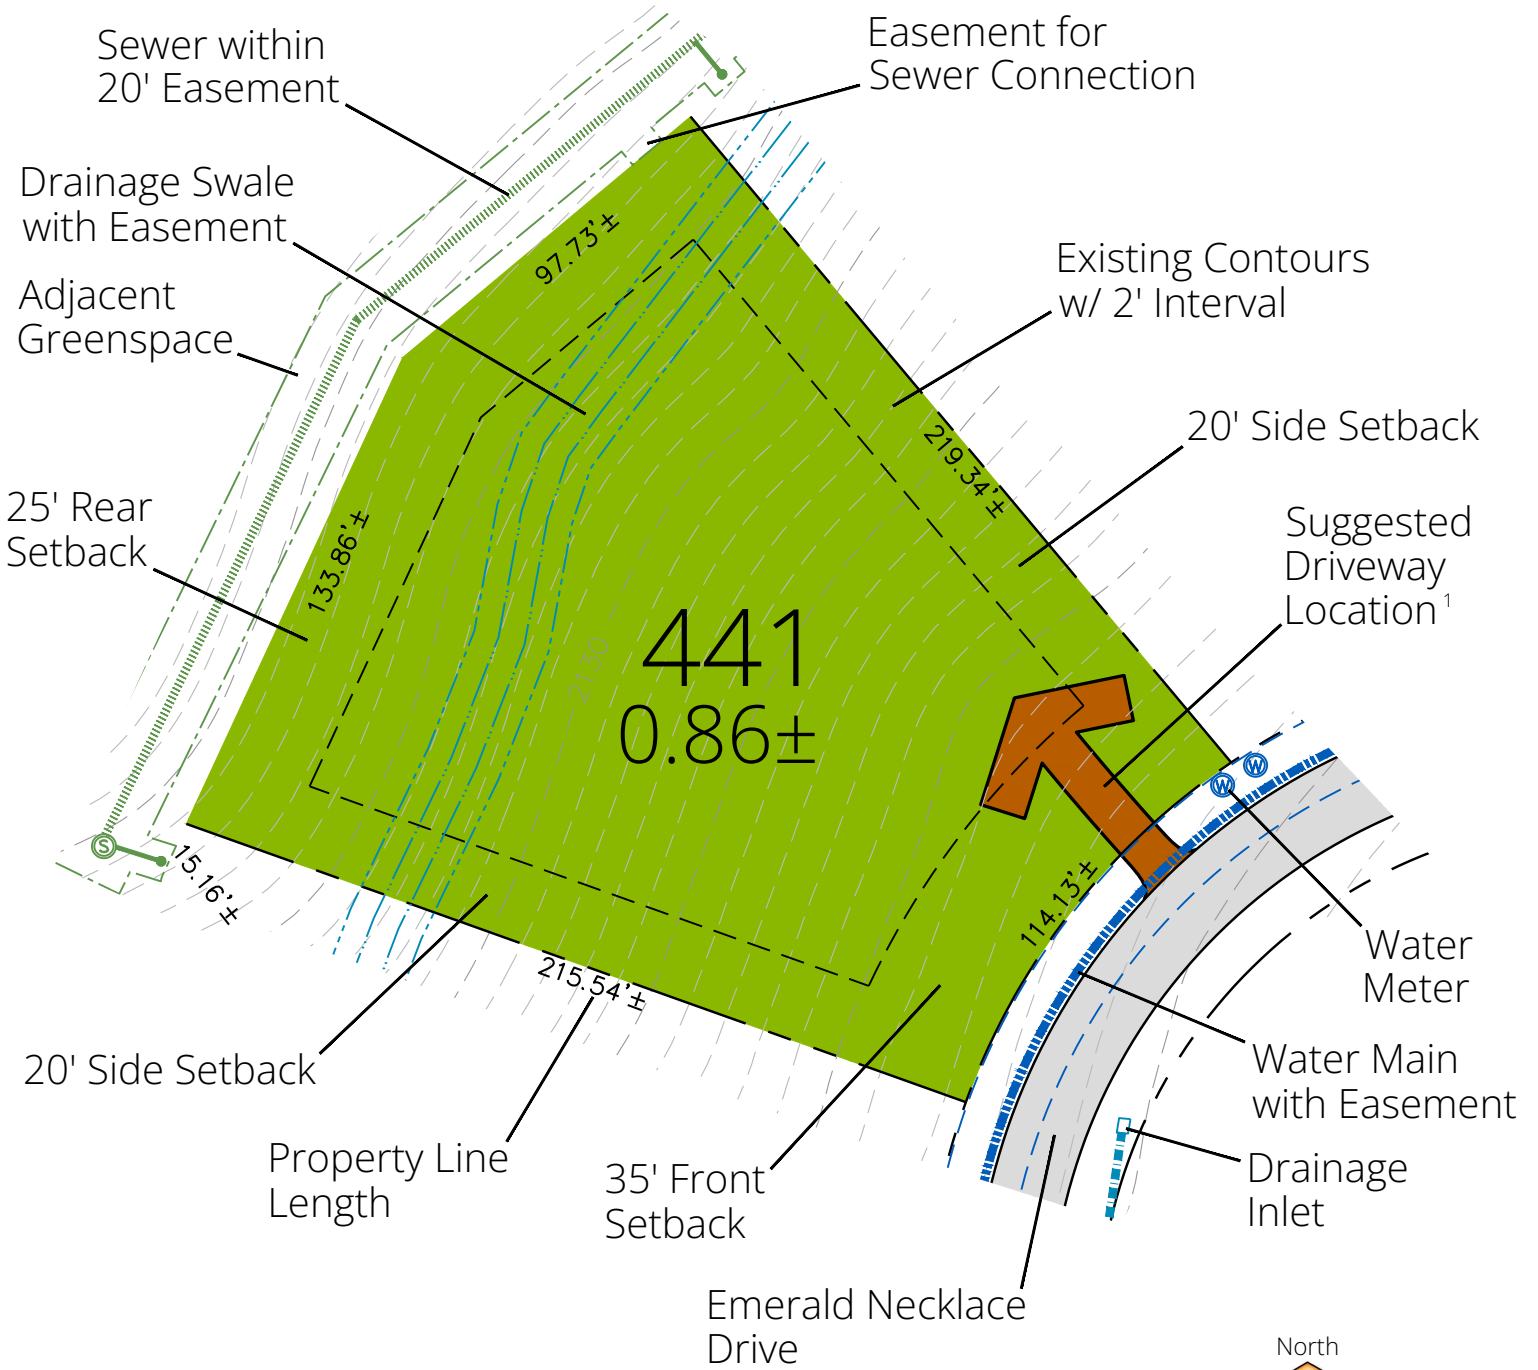 Sewer within
20' Easement
Easement for
Sewer Connection
Drainage Swale
with Easement
Adjacent
Greenspace
97.73'±
Existing Contours
w/ 2' Interval
219.34'±
20' Side Setback
25' Rear
Setback
133.86'±
Suggested
Driveway
Location 1
2130
441
0.86±
W
W
S
15.16'±
114.13'±
215.54'±
Water
Meter
20' Side Setback
Water Main
with Easement
Property Line
Length
35' Front
Setback
Drainage
Inlet
Emerald Necklace
Drive
North